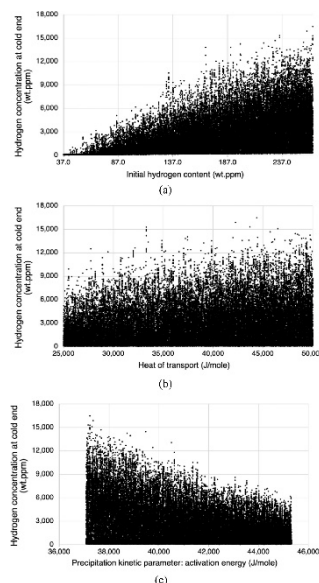 Hydrogen concentration at cold end
(wt.ppm)
18,000
15,000
12,000
9,000
6,000
3,000
0
37.0 87.0 137.0 187.0 237.0
Initial hydrogen content (wt.ppm)
(a)
Hydrogen concentration at cold end
(wt.ppm)
18,000
15,000
12,000
9,000
6,000
3,000
0
25,000 30,000 35,000 40,000 45,000 50,000
Heat of transport (J/mole)
(b)
Hydrogen concentration at cold end
(wt.ppm)
18,000
15,000
12,000
9,000
6,000
3,000
0
36,000 38,000 40,000 42,000 44,000 46,000
Precipitation kinetic parameter: activation energy (J/mole)
(c)